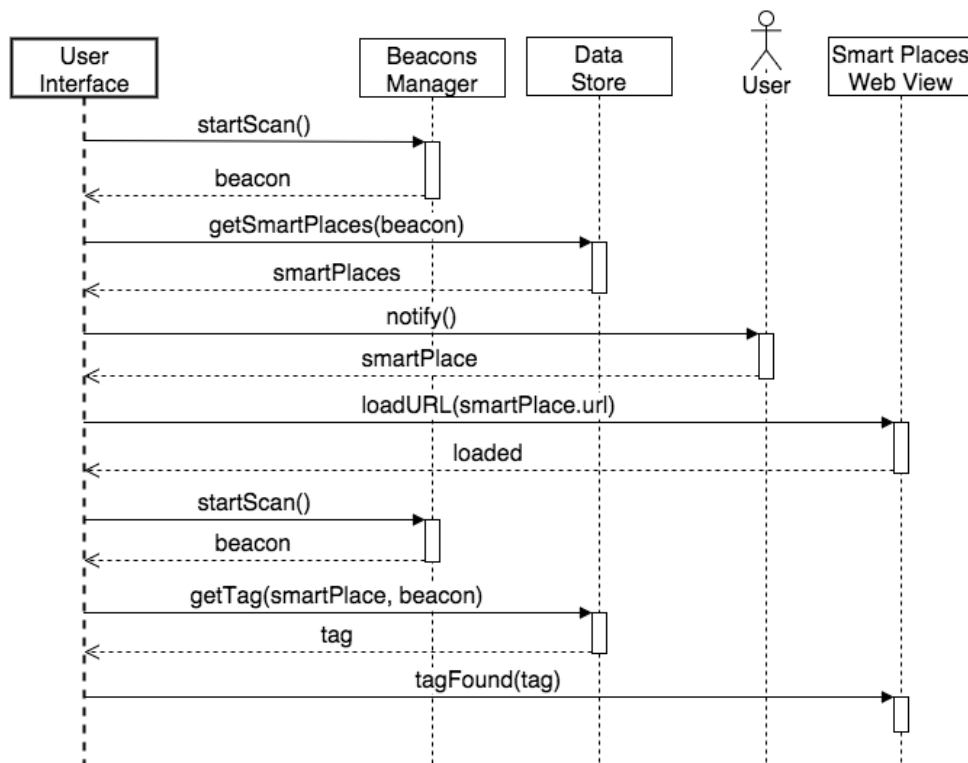 User
Interface
Beacons
Manager
Data
Store
User
Smart Places
Web View
startScan()
beacon
getSmartPlaces(beacon)
smartPlaces
notify()
smartPlace
loadURL(smartPlace.url)
loaded
startScan()
beacon
getTag(smartPlace, beacon)
tag
tagFound(tag)